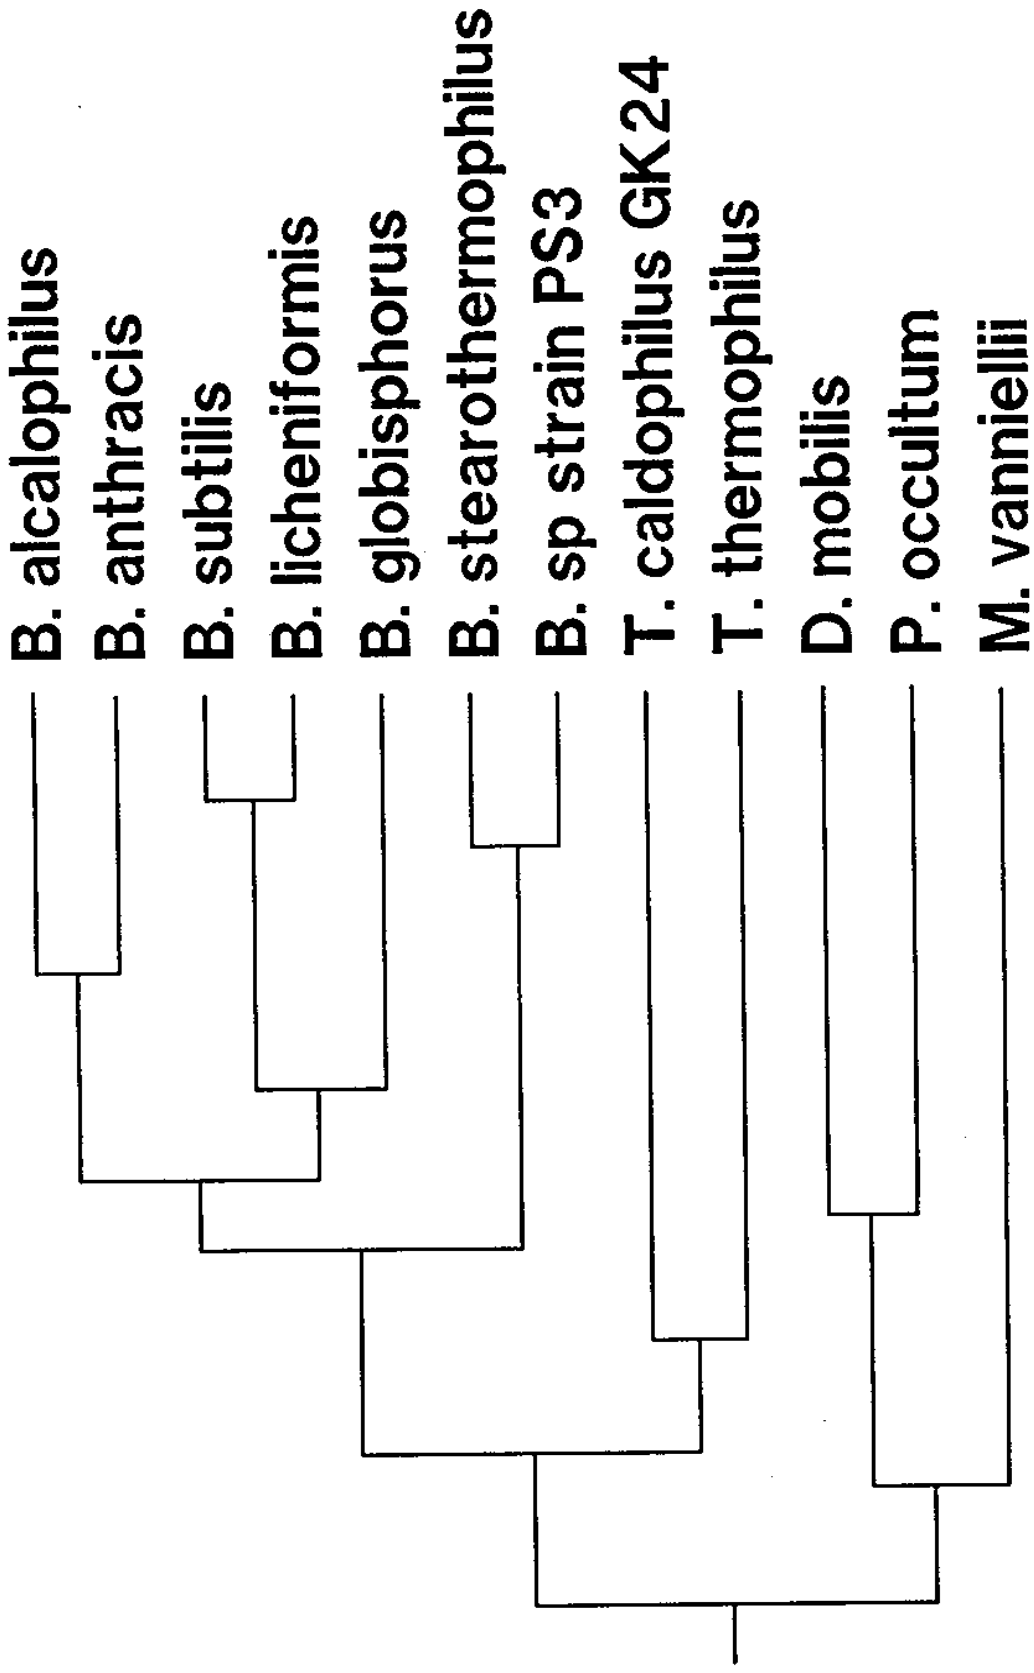 B. alcalophilus
B. anthracis
B. subtilis
B. licheniformis
B. globisphorus
B. stearothermophilus
B. sp strain PS3
T. caldophilus GK24
T. thermophilus
D. mobilis
P. occultum
M. vanniellii